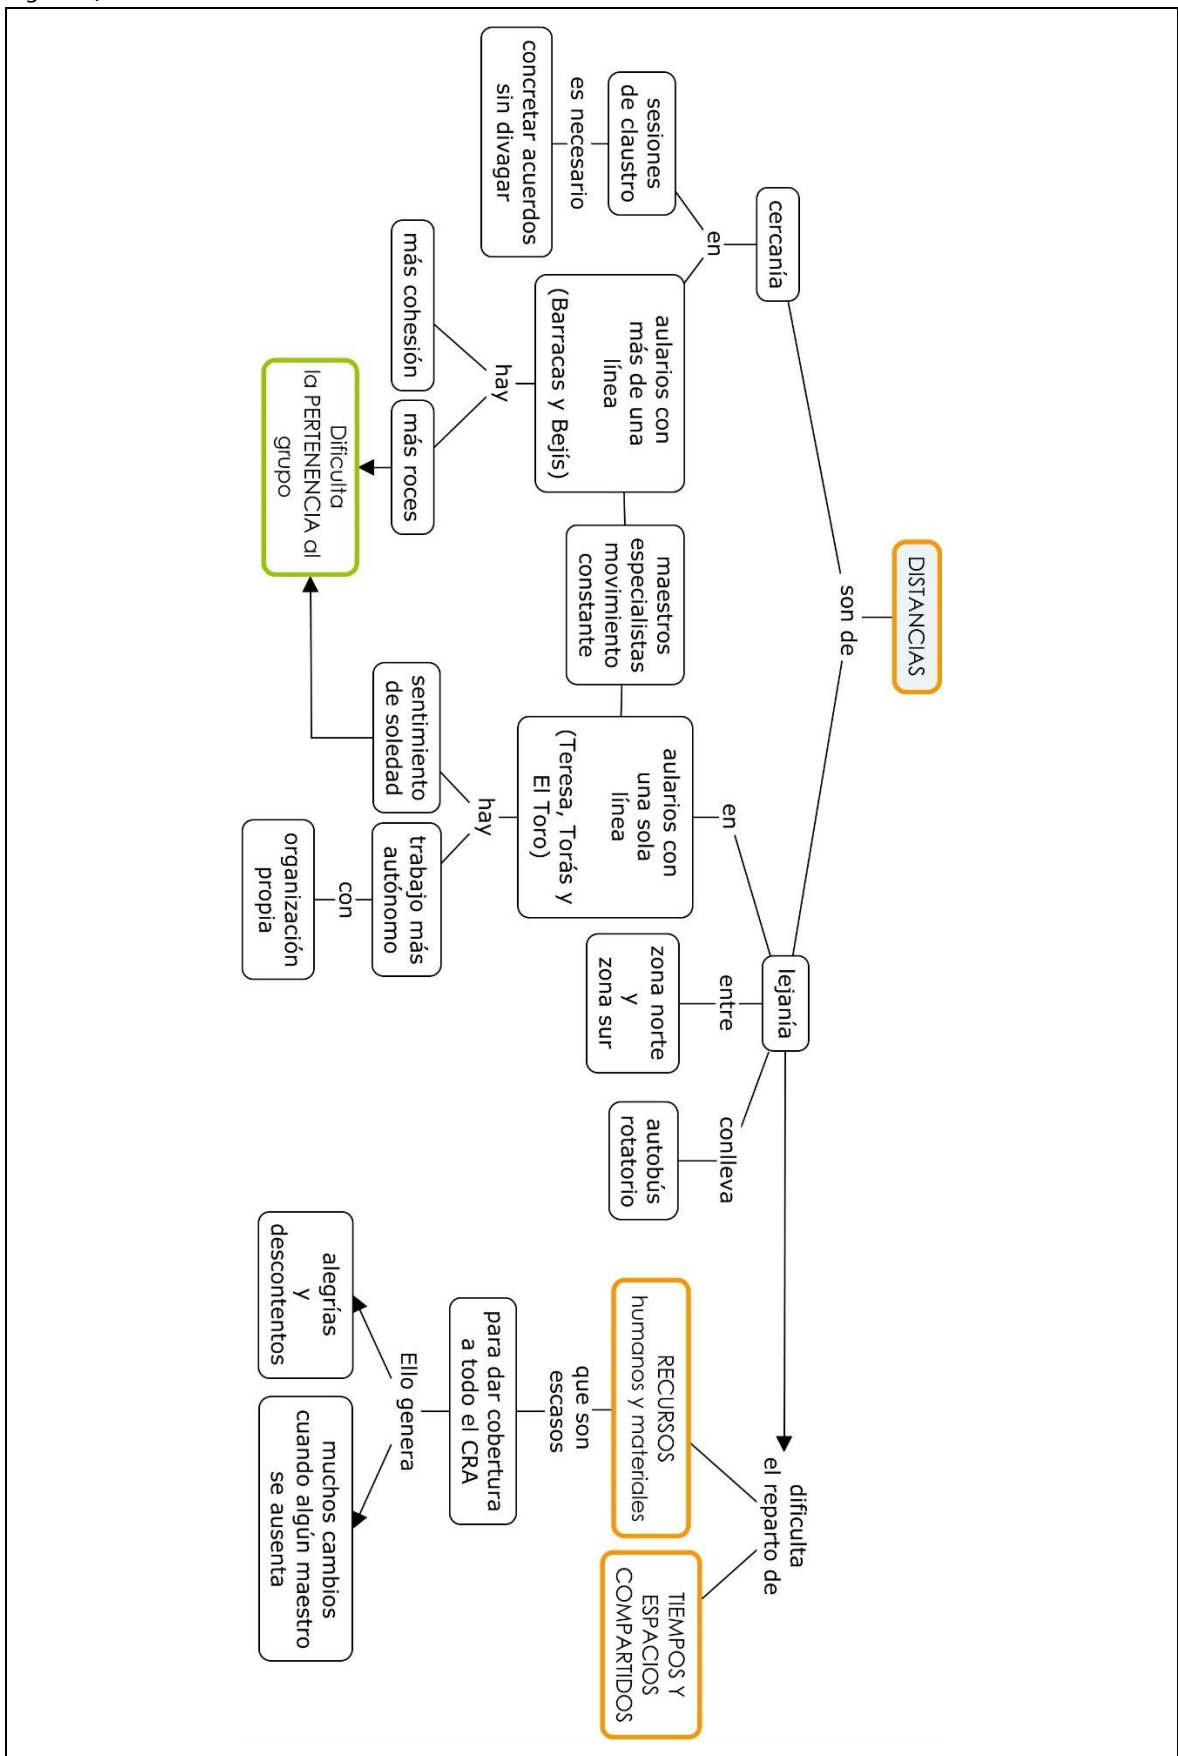 DISTANCIAS
son de
cercanía
lejanía
en
sesiones
de claustro
es necesario
concretar acuerdos
sin divagar
aularios con
más de una
línea
(Barracas y Bejís)
hay
más cohesión
más roces
Dificulta
la PERTENENCIA al
grupo
maestros
especialistas
movimiento
constante
en
aularios con
una sola
línea
(Teresa, Torás y
El Toro)
hay
sentimiento
de soledad
trabajo más
autónomo
con
organización
propia
entre
zona norte
y
zona sur
conlleva
autobús
rotatorio
dificulta
el reparto de
RECURSOS
humanos y materiales
TIEMPOS Y
ESPACIOS
COMPARTIDOS
que son
escasos
para dar cobertura
a todo el CRA
Ello genera
alegrías
y
descontentos
muchos cambios
cuando algún maestro
se ausenta